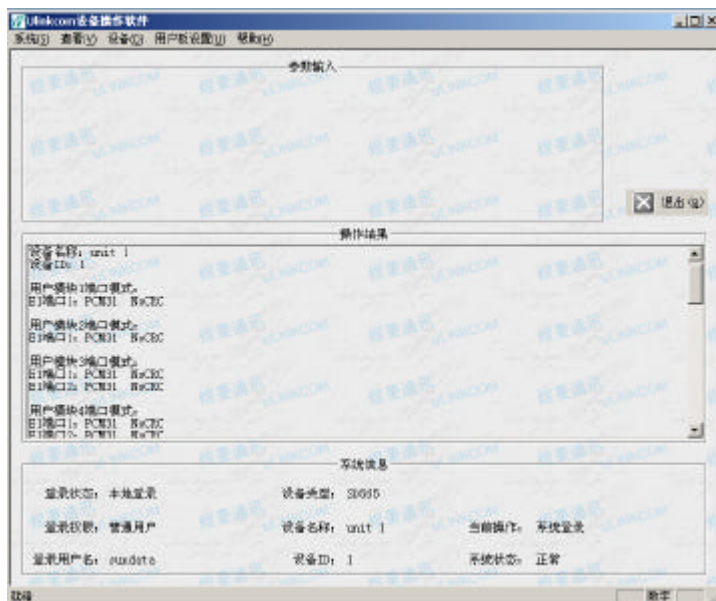 Ulinkcom设备操作软件
系统(S) 查看(V) 设备(D) 用户板设置(U) 帮助(H)
参数输入
退出(Q)
操作结果
设备名称: unit 1
设备ID: 1
用户模块1端口模式:
E1端口1: PCM31 NoCRC
用户模块2端口模式:
E1端口1: PCM31 NoCRC
用户模块3端口模式:
E1端口1: PCM31 NoCRC
E1端口2: PCM31 NoCRC
用户模块4端口模式:
E1端口1: PCM31 NoCRC
E1端口2: PCM31 NoCRC
系统信息
登录状态: 本地登录 设备类型:
登录权限: 普通用户 设备名称: unit 1 当前操作: 系统登录
登录用户名: sundata 设备ID: 1 系统状态: 正常
就绪 数字